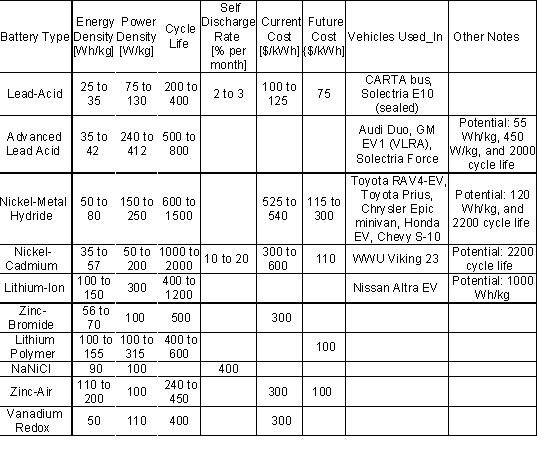 Battery Type Energy Density [Wh/kg] Power Density [W/kg] Cycle Life Self Discharge Rate [% per month] Current Cost [$/kWh] Future Cost ($/kWh] Vehicles Used_In Other Notes
Lead-Acid 25 to 35 75 to 130 200 to 400 2 to 3 100 to 125 75 CARTA bus, Solectria E10 (sealed)
Advanced Lead Acid 35 to 42 240 to 412 500 to 800 Audi Duo, GM EV1 (VLRA), Solectria Force Potential: 55 Wh/kg, 450 W/kg, and 2000 cycle life
Nickel-Metal Hydride 50 to 80 150 to 250 600 to 1500 525 to 540 115 to 300 Toyota RAV4-EV, Toyota Prius, Chrysler Epic minivan, Honda EV, Chevy S-10 Potential: 120 Wh/kg, and 2200 cycle life
Nickel-Cadmium 35 to 57 50 to 200 1000 to 2000 10 to 20 300 to 600 110 WWU Viking 23 Potential: 2200 cycle life
Lithium-Ion 100 to 150 300 400 to 1200 Nissan Altra EV Potential: 1000 Wh/kg
Zinc-Bromide 56 to 70 100 500 300
Lithium Polymer 100 to 155 100 to 315 400 to 600 100
NaNiCl 90 100 400
Zinc-Air 110 to 200 100 240 to 450 300 100
Vanadium Redox 50 110 400 300